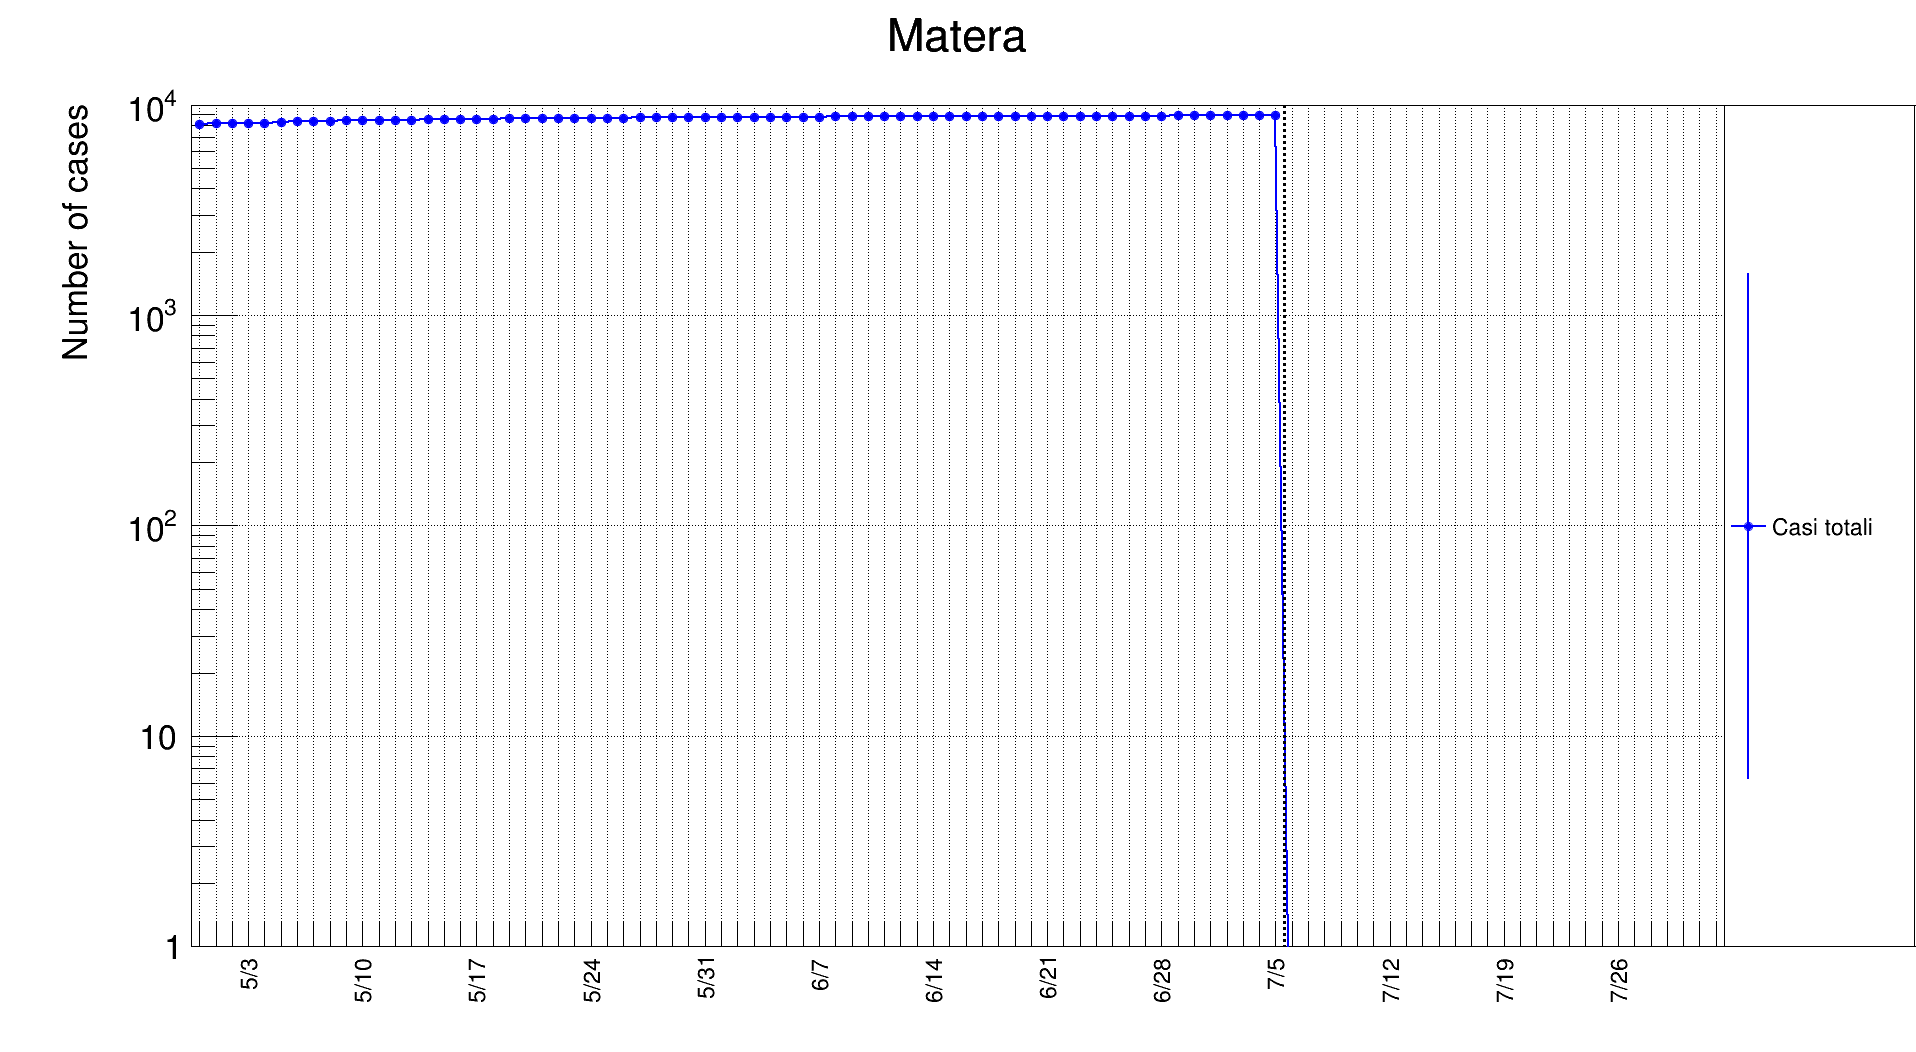 Matera
Number of cases
10^4
10^3
10^2
10
1
5/3 5/10 5/17 5/24 5/31 6/7 6/14 6/21 6/28 7/5 7/12 7/19 7/26
Casi totali